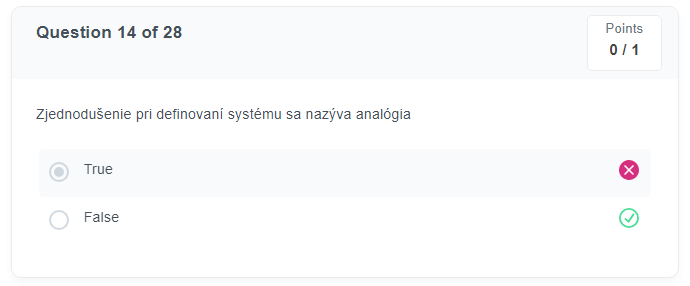 Question 14 of 28
Points
0 / 1
Zjednodušenie pri definovaní systému sa nazýva analógia
True
False